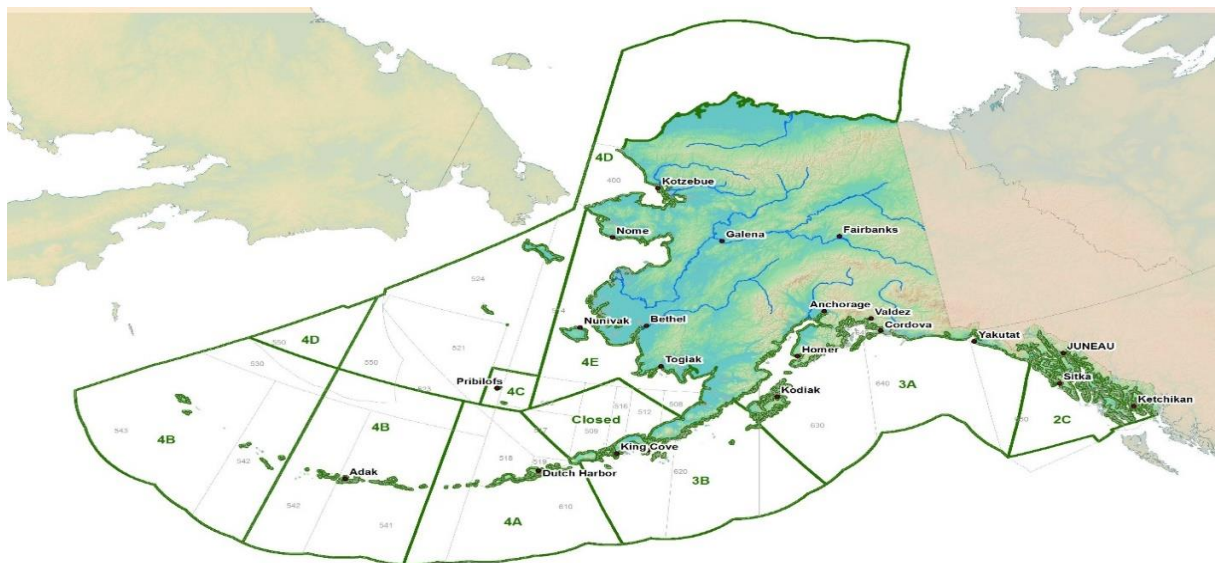 4D
400
Kotzebue
Nome
Galena
Fairbanks
524
Nunivak
Bethel
Anchorage
Valdez
Cordova
Yakutat
JUNEAU
550
4D
530
550
521
4E
Togiak
Homer
Sitka
Pribilofs
4C
Kodiak
3A
640
Ketchikan
2C
Closed
516
512
508
509
630
543
4B
4B
542
518
519
King Cove
Adak
Dutch Harbor
620
3B
542
541
4A
610